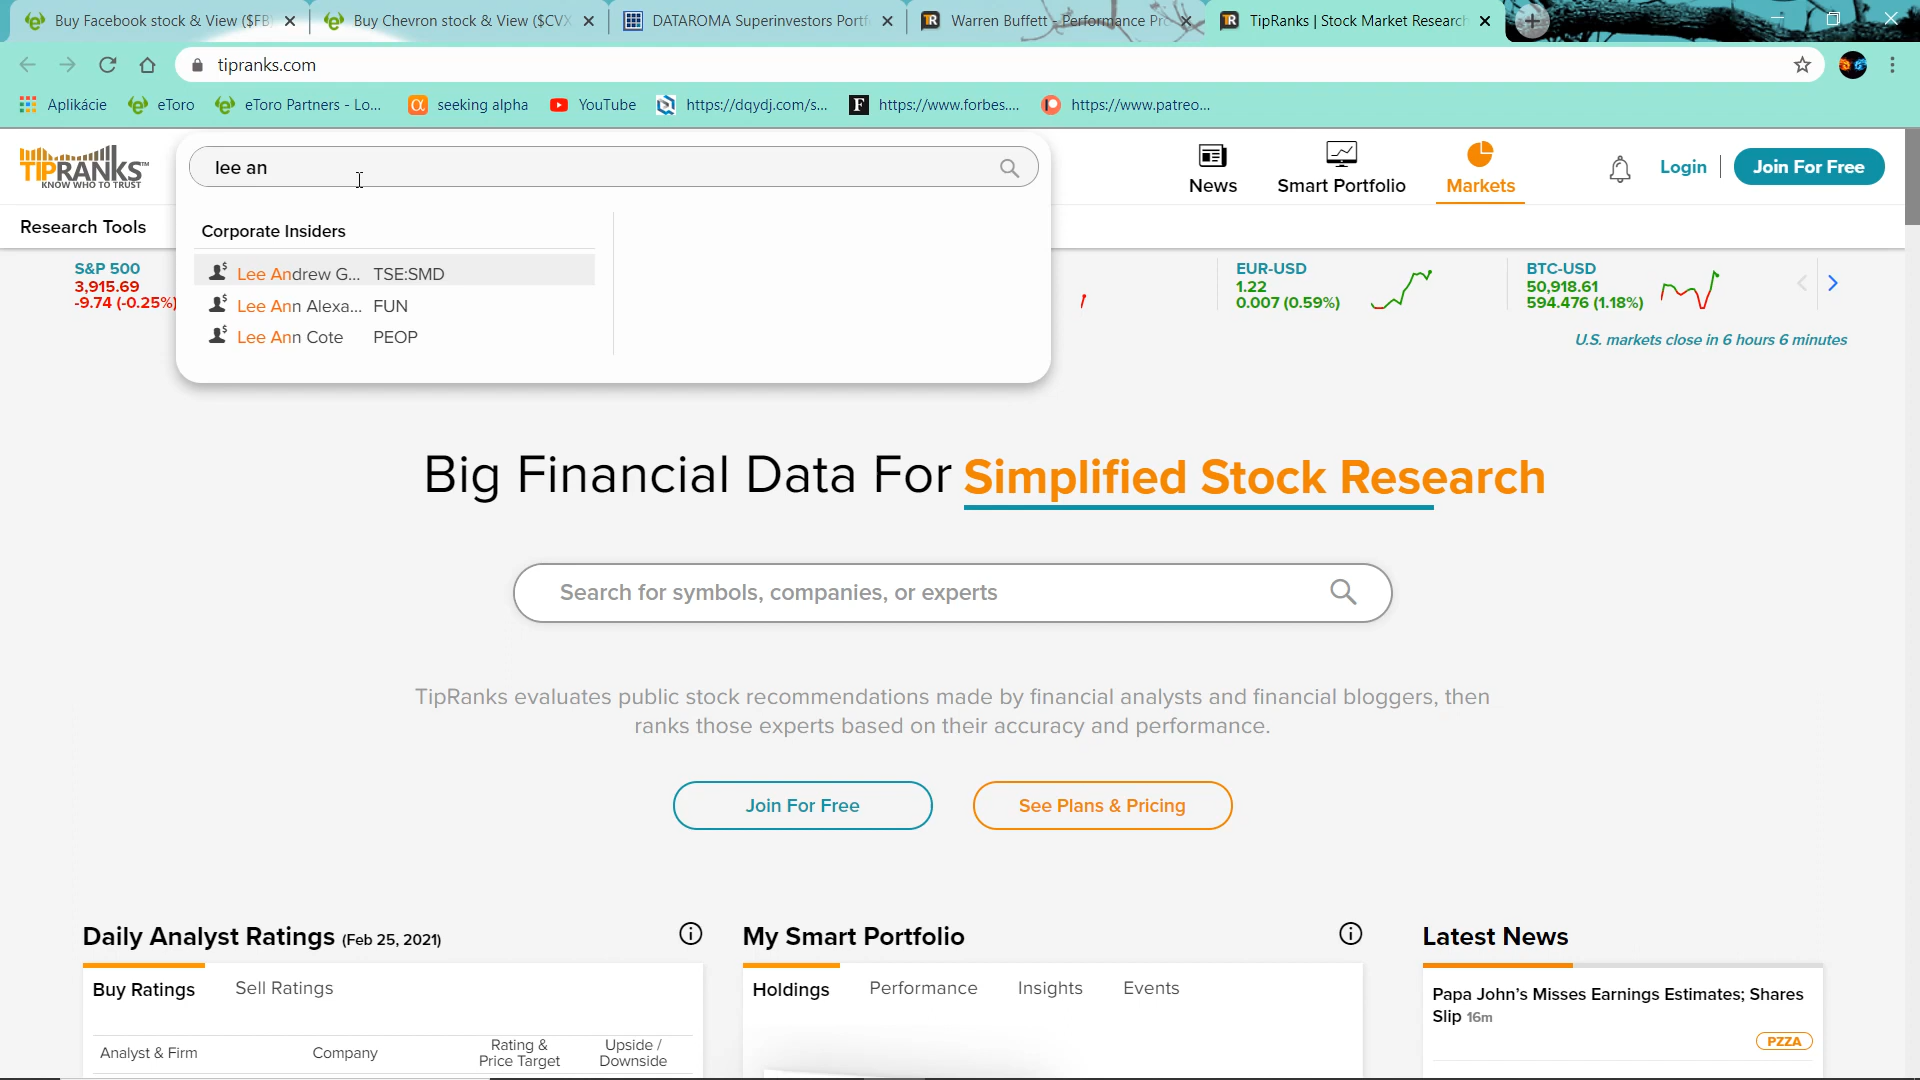 Buy Facebook stock & View ($FB
Buy Chevron stock & View ($CVX
DATAROMA Superinvestors Portf
Warren Buffett - Performance Pro
TipRanks | Stock Market Research
tipranks.com
Aplikácie
eToro
eToro Partners - Lo...
seeking alpha
YouTube
https://dqydj.com/s...
https://www.forbes....
https://www.patreo...
TIPRANKS™
KNOW WHO TO TRUST
lee an
News
Smart Portfolio
Markets
Login
Join For Free
Research Tools
Corporate Insiders
Lee Andrew G... TSE:SMD
Lee Ann Alexa... FUN
Lee Ann Cote PEOP
S&P 500
3,915.69
-9.74 (-0.25%)
EUR-USD
1.22
0.007 (0.59%)
BTC-USD
50,918.61
594.476 (1.18%)
U.S. markets close in 6 hours 6 minutes
Big Financial Data For Simplified Stock Research
Search for symbols, companies, or experts
TipRanks evaluates public stock recommendations made by financial analysts and financial bloggers, then
ranks those experts based on their accuracy and performance.
Join For Free
See Plans & Pricing
Daily Analyst Ratings (Feb 25, 2021)
Buy Ratings
Sell Ratings
Analyst & Firm
Company
Rating &
Price Target
Upside /
Downside
My Smart Portfolio
Holdings
Performance
Insights
Events
Latest News
Papa John's Misses Earnings Estimates; Shares
Slip 16m
PZZA